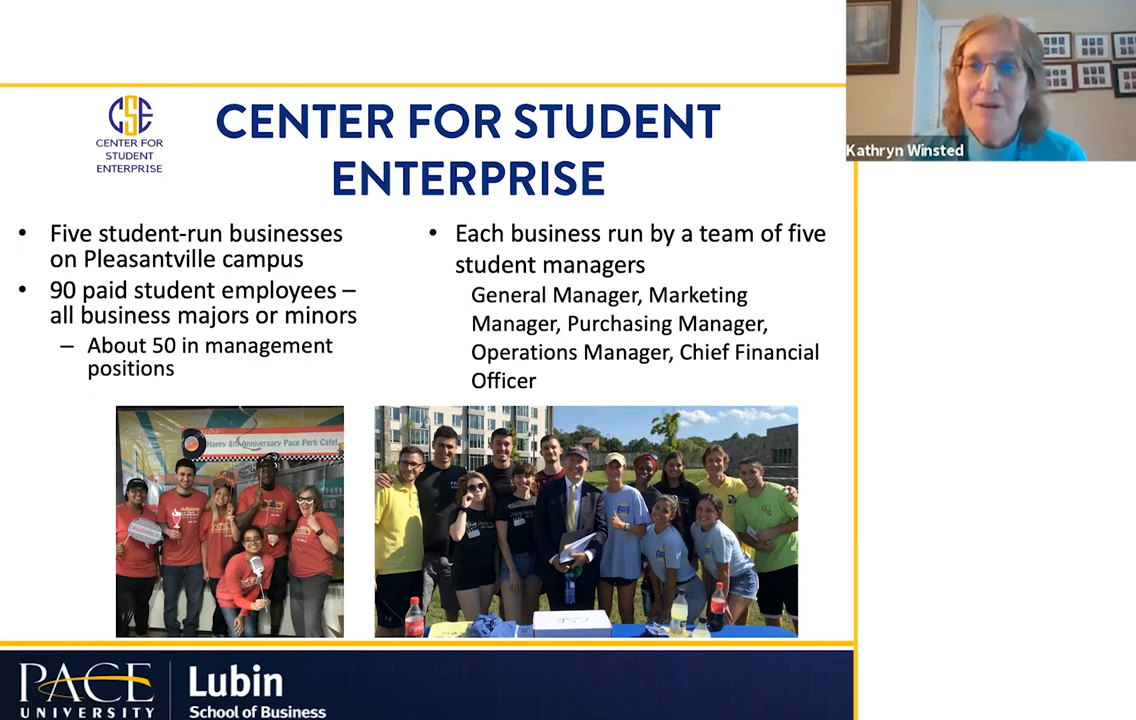 CSE
CENTER FOR
STUDENT
ENTERPRISE
CENTER FOR STUDENT
ENTERPRISE
Kathryn Winsted
• Five student-run businesses
on Pleasantville campus
• 90 paid student employees –
all business majors or minors
– About 50 in management
positions
• Each business run by a team of five
student managers
General Manager, Marketing
Manager, Purchasing Manager,
Operations Manager, Chief Financial
Officer
Happy 8th Anniversary Pace Perk Cafe!
CSE
PACE
UNIVERSITY
Lubin
School of Business